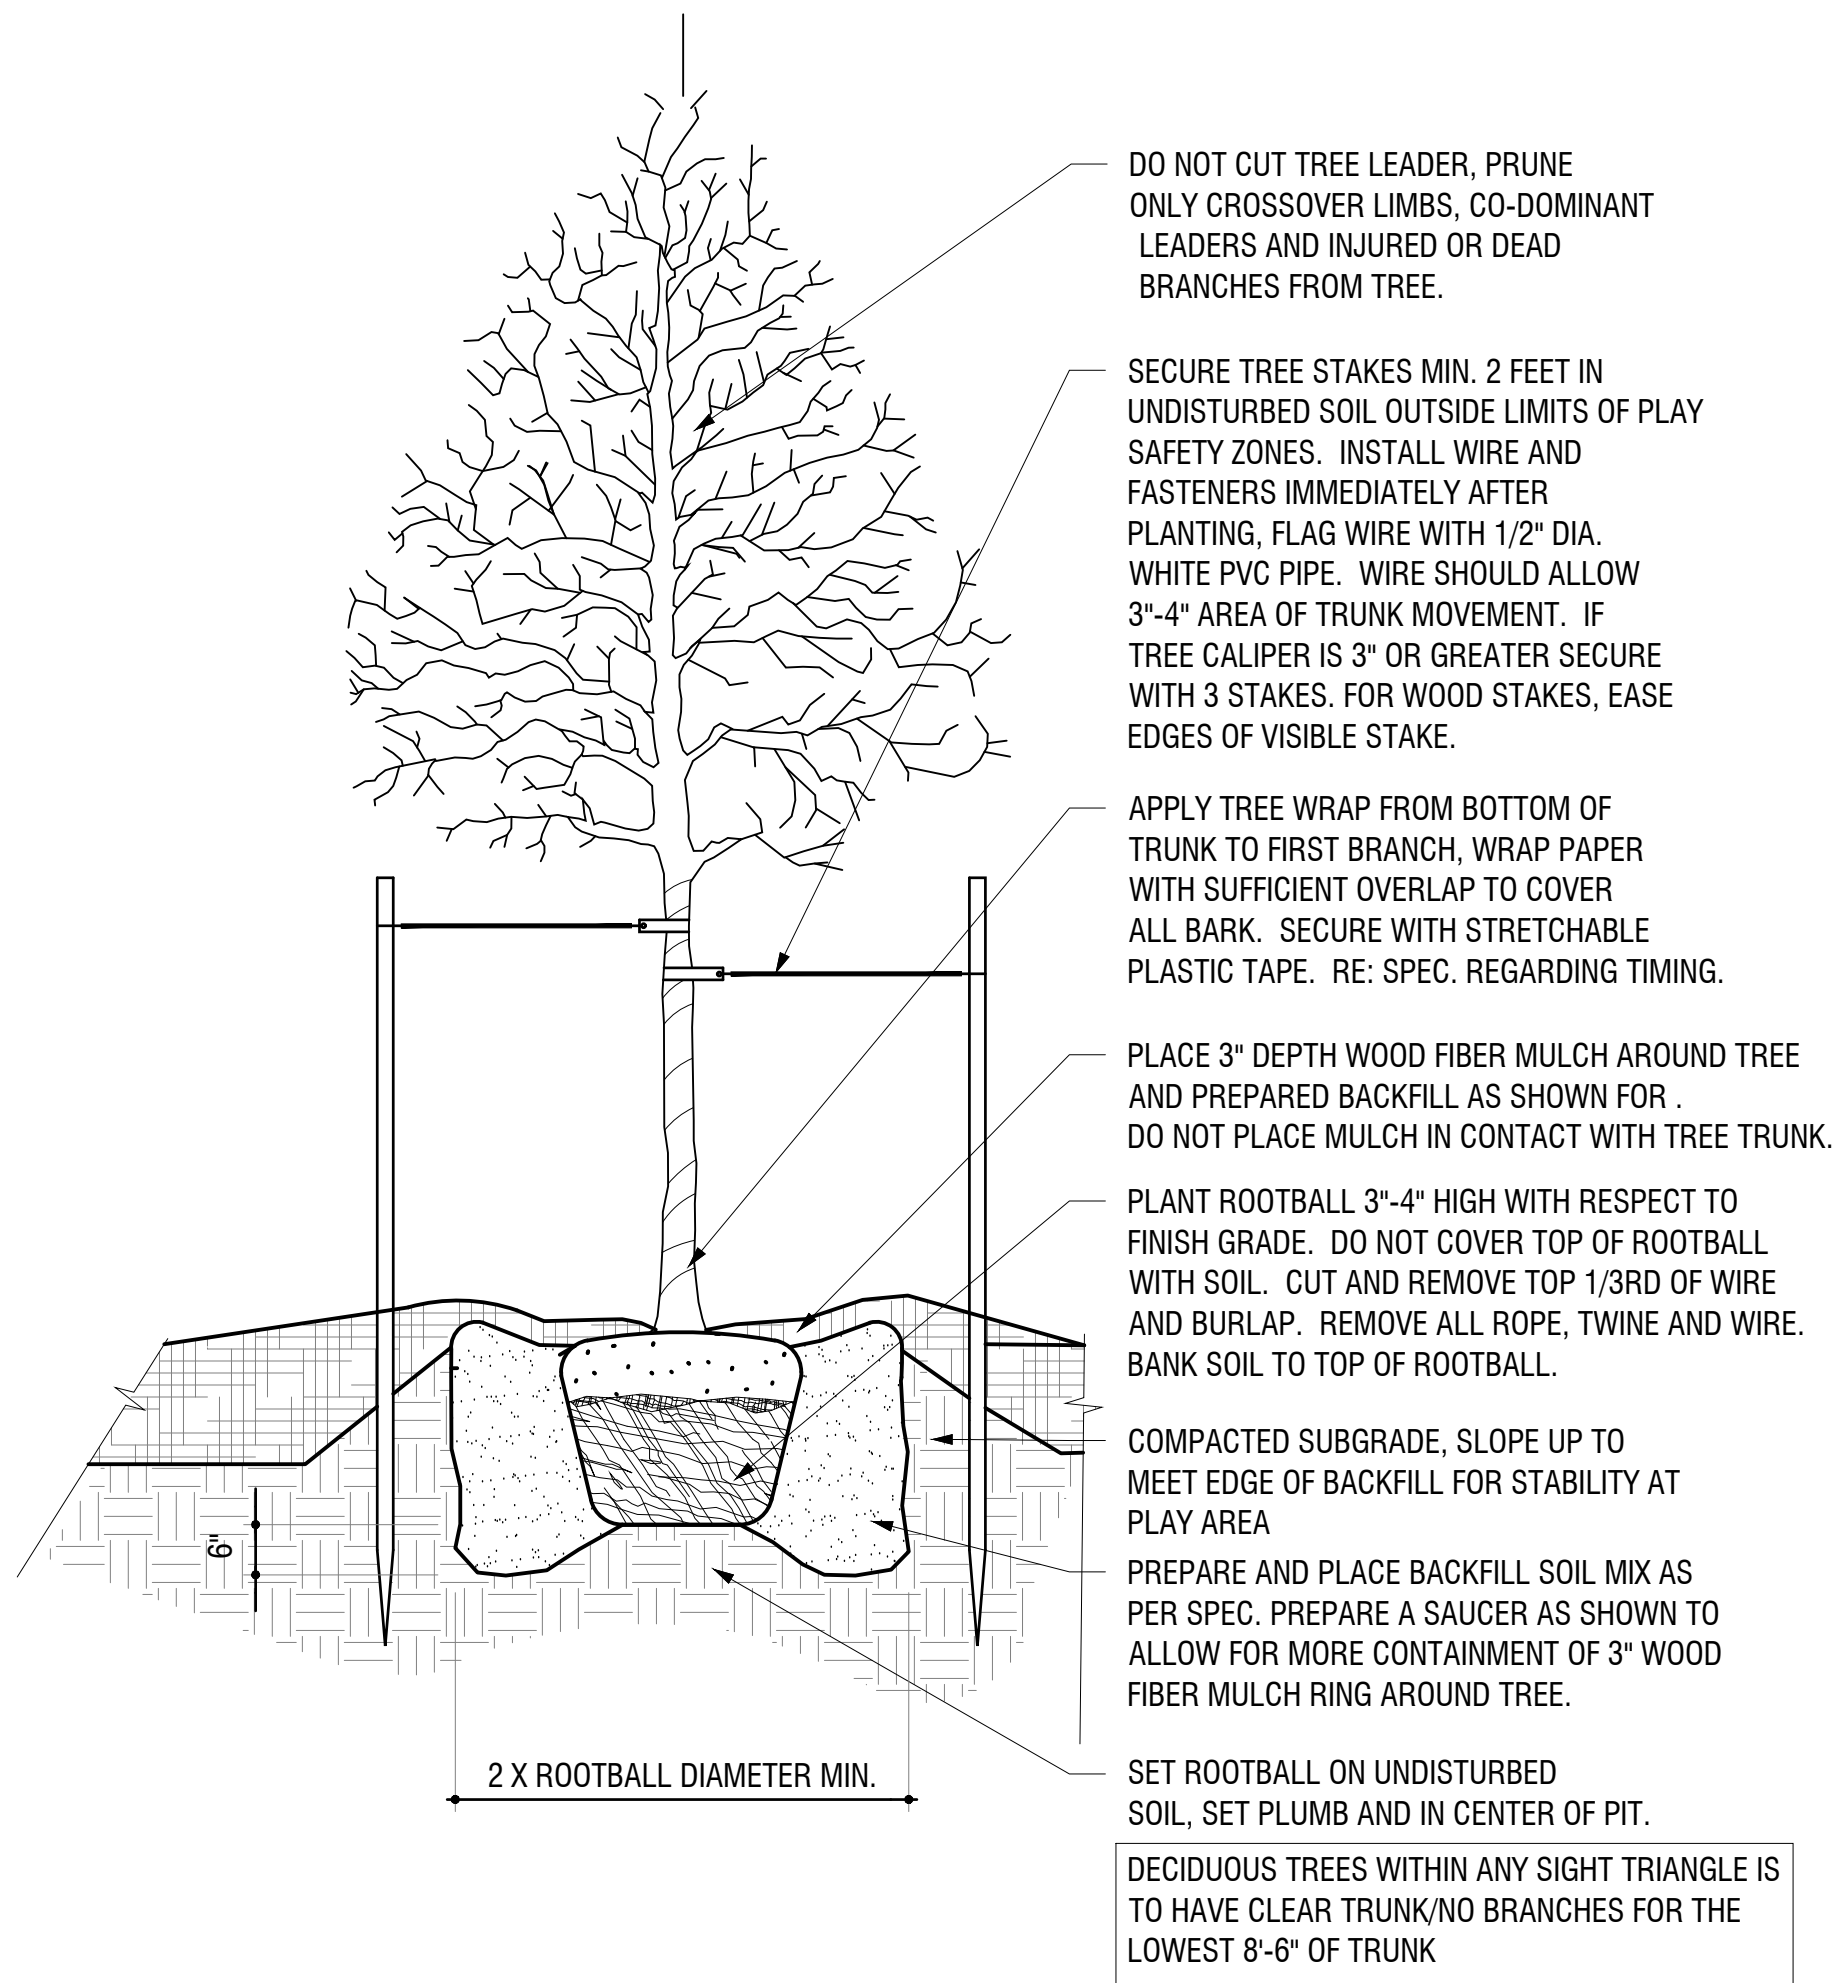 DO NOT CUT TREE LEADER, PRUNE
ONLY CROSSOVER LIMBS, CO-DOMINANT
LEADERS AND INJURED OR DEAD
BRANCHES FROM TREE.
SECURE TREE STAKES MIN. 2 FEET IN
UNDISTURBED SOIL OUTSIDE LIMITS OF PLAY
SAFETY ZONES. INSTALL WIRE AND
FASTENERS IMMEDIATELY AFTER
PLANTING, FLAG WIRE WITH 1/2" DIA.
WHITE PVC PIPE. WIRE SHOULD ALLOW
3"-4" AREA OF TRUNK MOVEMENT. IF
TREE CALIPER IS 3" OR GREATER SECURE
WITH 3 STAKES. FOR WOOD STAKES, EASE
EDGES OF VISIBLE STAKE.
APPLY TREE WRAP FROM BOTTOM OF
TRUNK TO FIRST BRANCH, WRAP PAPER
WITH SUFFICIENT OVERLAP TO COVER
ALL BARK. SECURE WITH STRETCHABLE
PLASTIC TAPE. RE: SPEC. REGARDING TIMING.
PLACE 3" DEPTH WOOD FIBER MULCH AROUND TREE
AND PREPARED BACKFILL AS SHOWN FOR .
DO NOT PLACE MULCH IN CONTACT WITH TREE TRUNK.
PLANT ROOTBALL 3"-4" HIGH WITH RESPECT TO
FINISH GRADE. DO NOT COVER TOP OF ROOTBALL
WITH SOIL. CUT AND REMOVE TOP 1/3RD OF WIRE
AND BURLAP. REMOVE ALL ROPE, TWINE AND WIRE.
BANK SOIL TO TOP OF ROOTBALL.
COMPACTED SUBGRADE, SLOPE UP TO
MEET EDGE OF BACKFILL FOR STABILITY AT
PLAY AREA
PREPARE AND PLACE BACKFILL SOIL MIX AS
PER SPEC. PREPARE A SAUCER AS SHOWN TO
ALLOW FOR MORE CONTAINMENT OF 3" WOOD
FIBER MULCH RING AROUND TREE.
SET ROOTBALL ON UNDISTURBED
SOIL, SET PLUMB AND IN CENTER OF PIT.
DECIDUOUS TREES WITHIN ANY SIGHT TRIANGLE IS
TO HAVE CLEAR TRUNK/NO BRANCHES FOR THE
LOWEST 8'-6" OF TRUNK
6"
2 X ROOTBALL DIAMETER MIN.